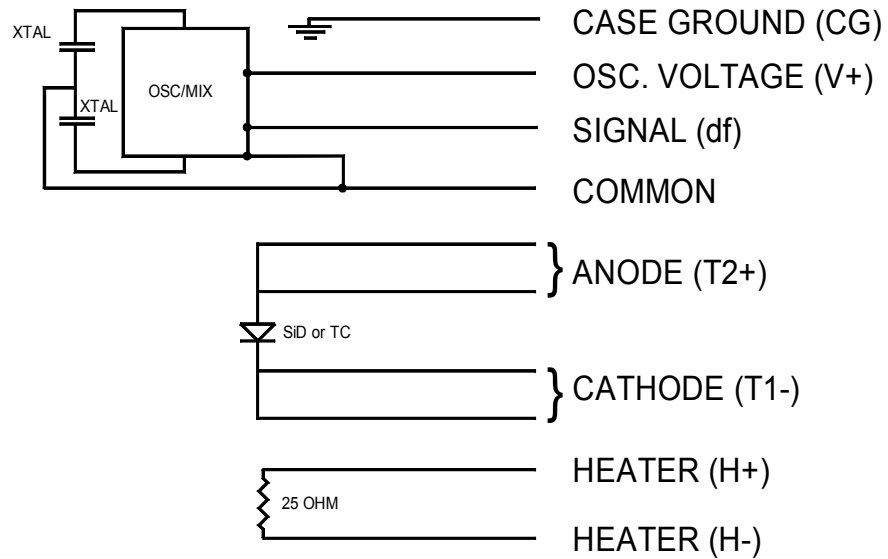 CASE GROUND (CG)
XTAL
OSC. VOLTAGE (V+)
OSC/MIX
XTAL
SIGNAL (df)
COMMON
ANODE (T2+)
SiD or TC
CATHODE (T1-)
HEATER (H+)
25 OHM
HEATER (H-)